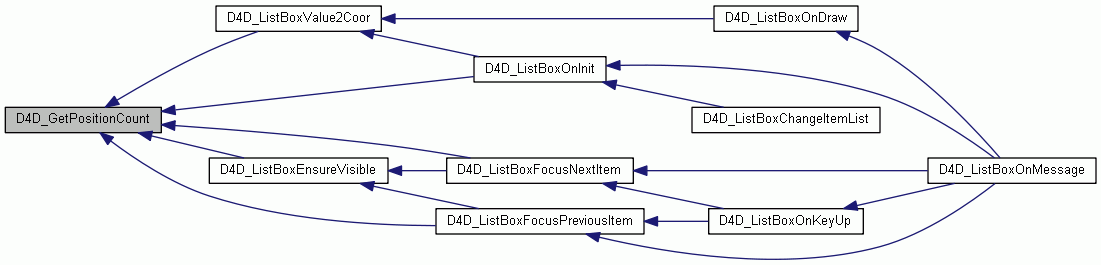 D4D_ListBoxValue2Coor
D4D_ListBoxOnDraw
D4D_ListBoxOnInit
D4D_GetPositionCount
D4D_ListBoxChangeItemList
D4D_ListBoxEnsureVisible
D4D_ListBoxFocusNextItem
D4D_ListBoxOnMessage
D4D_ListBoxFocusPreviousItem
D4D_ListBoxOnKeyUp